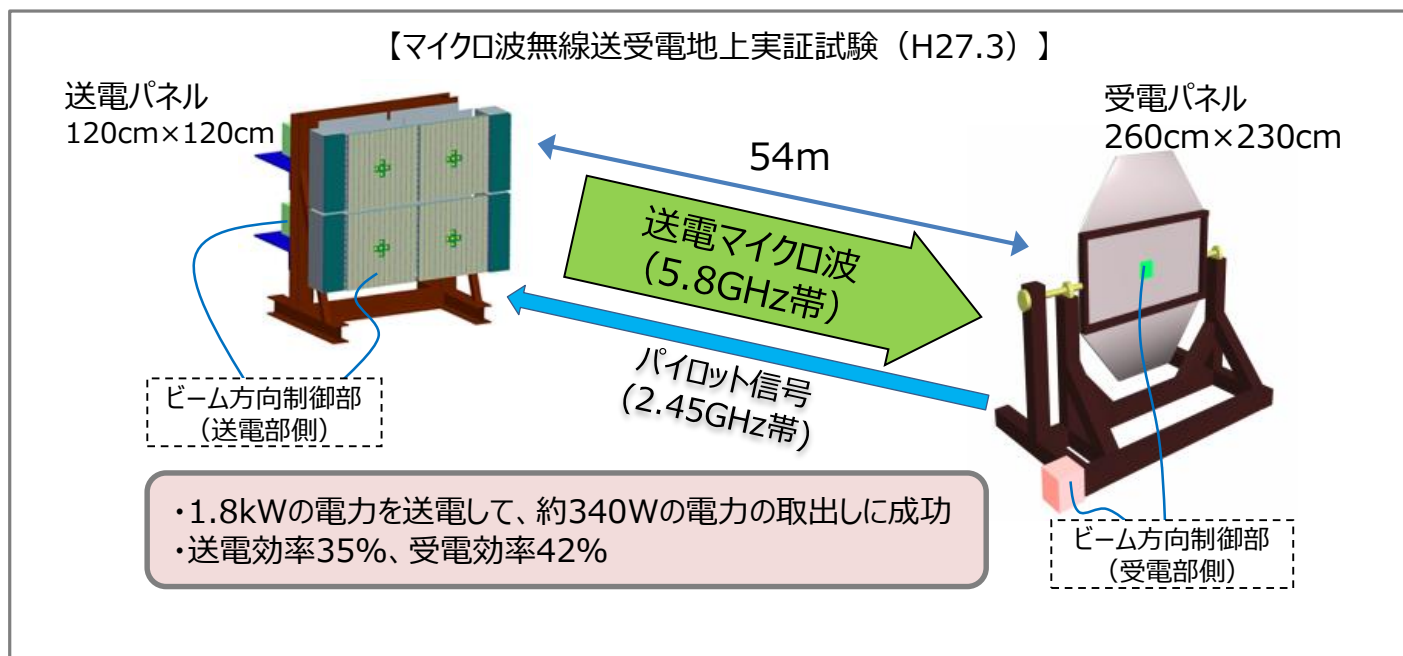 【マイクロ波無線送受電地上実証試験（H27.3）】
送電パネル
120cm×120cm
受電パネル
260cm×230cm
54m
送電マイクロ波
(5.8GHz帯)
パイロット信号
(2.45GHz帯)
ビーム方向制御部
（送電部側）
・1.8kWの電力を送電して、約340Wの電力の取出しに成功
・送電効率35%、受電効率42%
ビーム方向制御部
（受電部側）